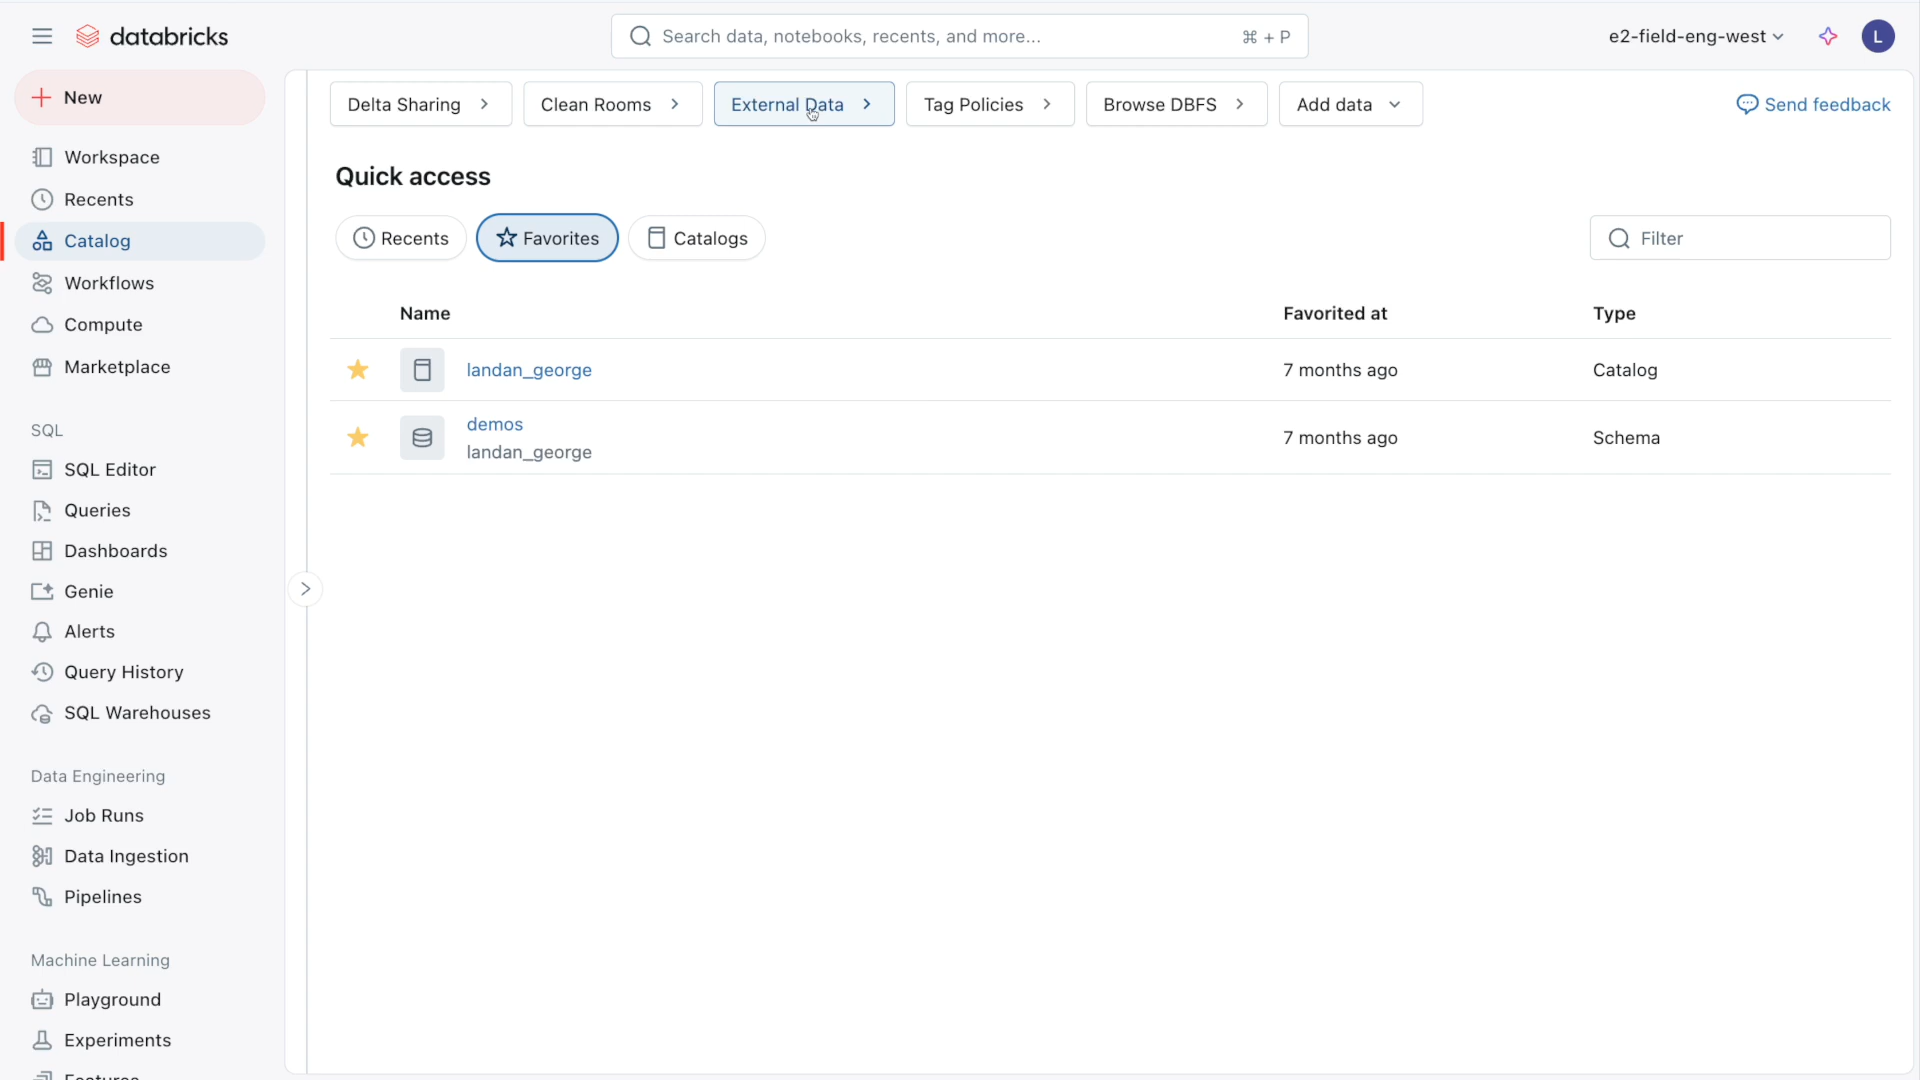 databricks
Search data, notebooks, recents, and more...
⌘ + P
e2-field-eng-west
L
New
Workspace
Recents
Catalog
Workflows
Compute
Marketplace
SQL
SQL Editor
Queries
Dashboards
Genie
Alerts
Query History
SQL Warehouses
Data Engineering
Job Runs
Data Ingestion
Pipelines
Machine Learning
Playground
Experiments
Features
Delta Sharing
Clean Rooms
External Data
Tag Policies
Browse DBFS
Add data
Send feedback
Quick access
Recents
Favorites
Catalogs
Filter
Name Favorited at Type
landan_george 7 months ago Catalog
demos
landan_george 7 months ago Schema